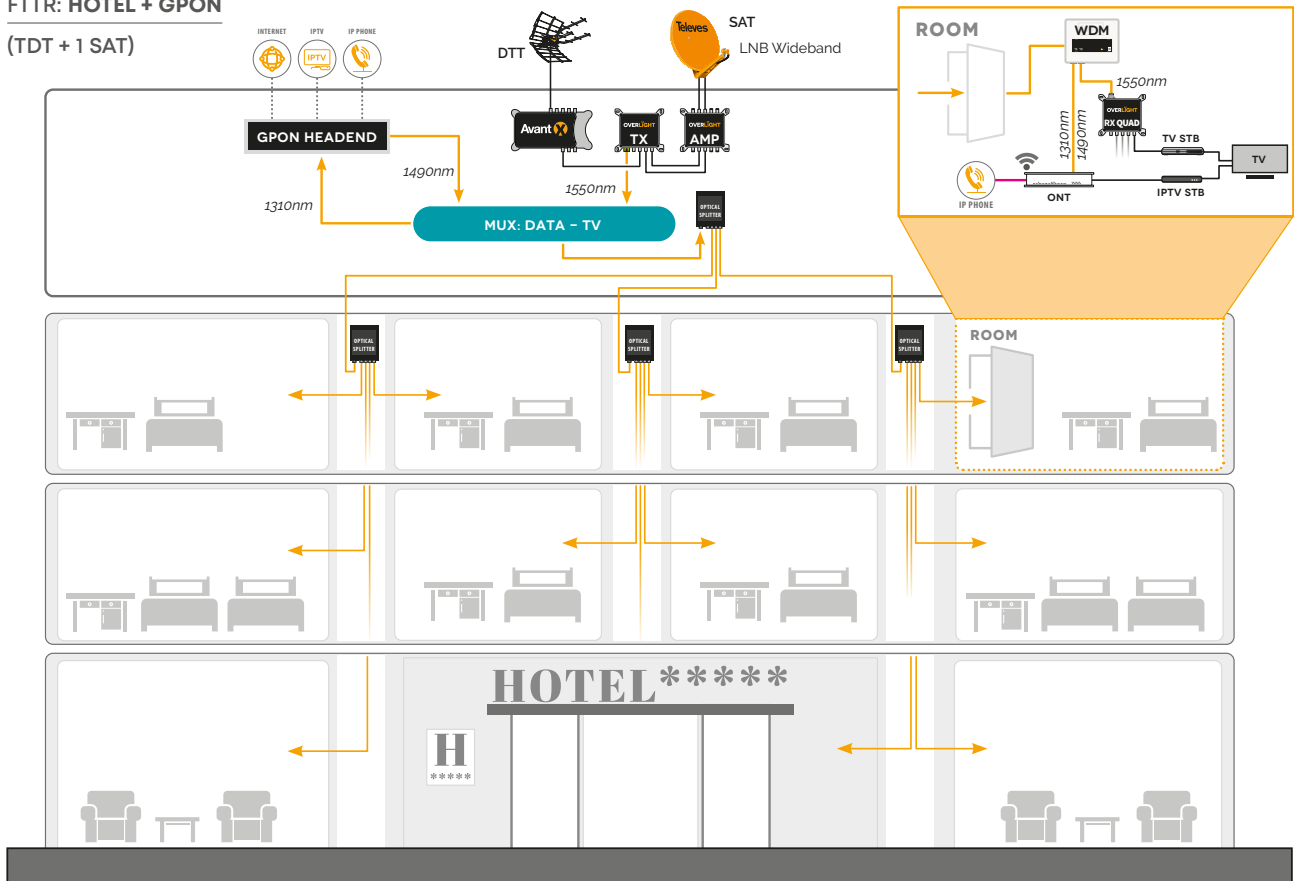 FTTR: HOTEL + GPON
(TDT + 1 SAT)
INTERNET
IPTV
IP PHONE
IPTV
DTT
Televes
SAT
LNB Wideband
GPON HEADEND
Avant X
OVERLIGHT
TX
OVERLIGHT
AMP
1490nm
1550nm
1310nm
MUX: DATA – TV
OPTICAL
SPLITTER
ROOM
WDM
1550nm
OVERLIGHT
RX QUAD
1310nm
1490nm
TV STB
TV
IPTV STB
ONT
IP PHONE
OPTICAL
SPLITTER
OPTICAL
SPLITTER
OPTICAL
SPLITTER
ROOM
HOTEL*****
H
*****